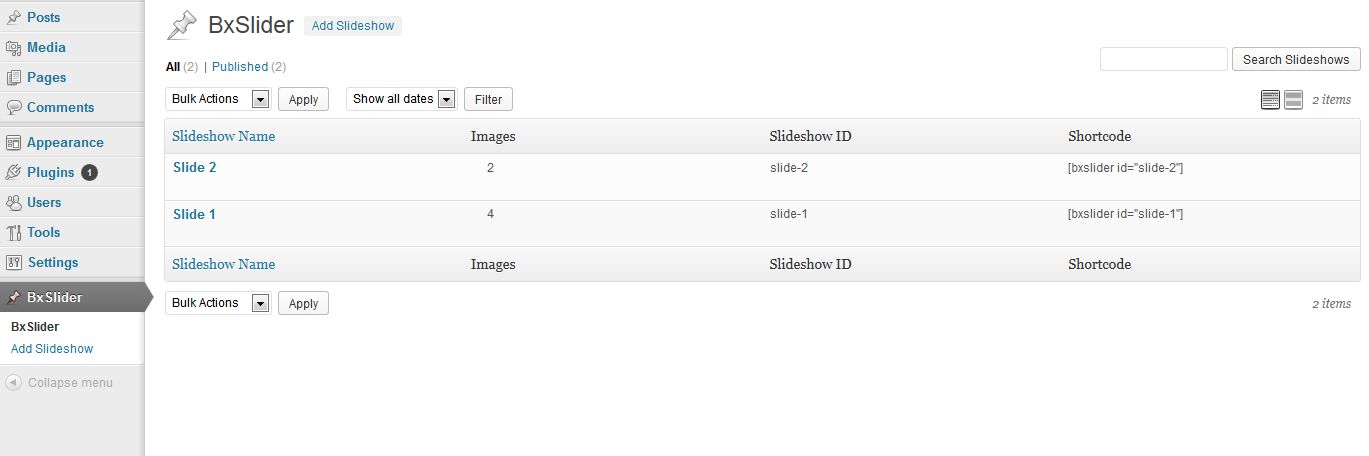 Posts
Media
Pages
Comments
Appearance
Plugins 1
Users
Tools
Settings
BxSlider
BxSlider
Add Slideshow
Collapse menu
BxSlider Add Slideshow
All (2) | Published (2)
Search Slideshows
Bulk Actions Apply Show all dates Filter 2 items
Slideshow Name Images Slideshow ID Shortcode
Slide 2 2 slide-2 [bxslider id="slide-2"]
Slide 1 4 slide-1 [bxslider id="slide-1"]
Slideshow Name Images Slideshow ID Shortcode
Bulk Actions Apply 2 items